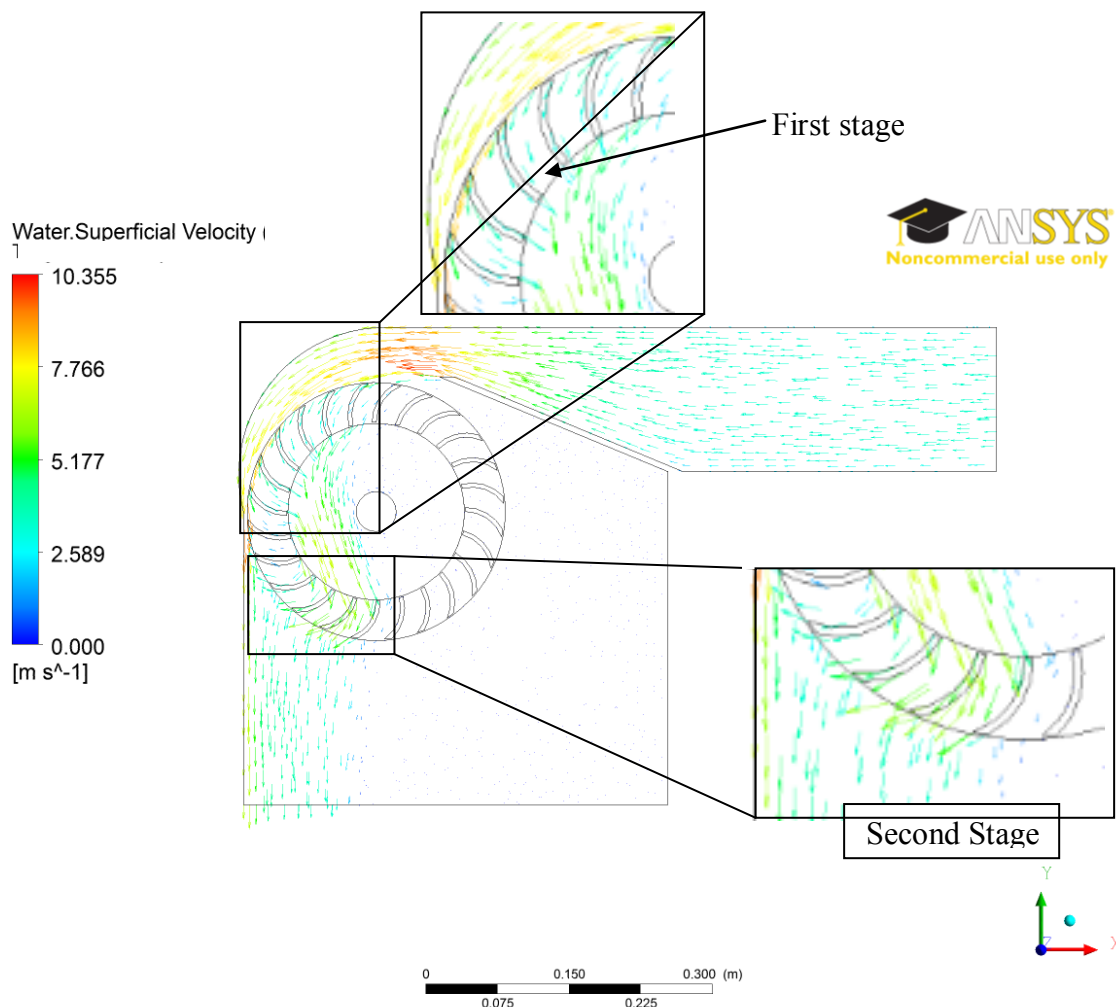 First stage
ANSYS
Noncommercial use only
Water.Superficial Velocity (
10.355
7.766
5.177
2.589
0.000
[m s^-1]
Second Stage
Y
X
Z
0 0.150 0.300 (m)
0.075 0.225